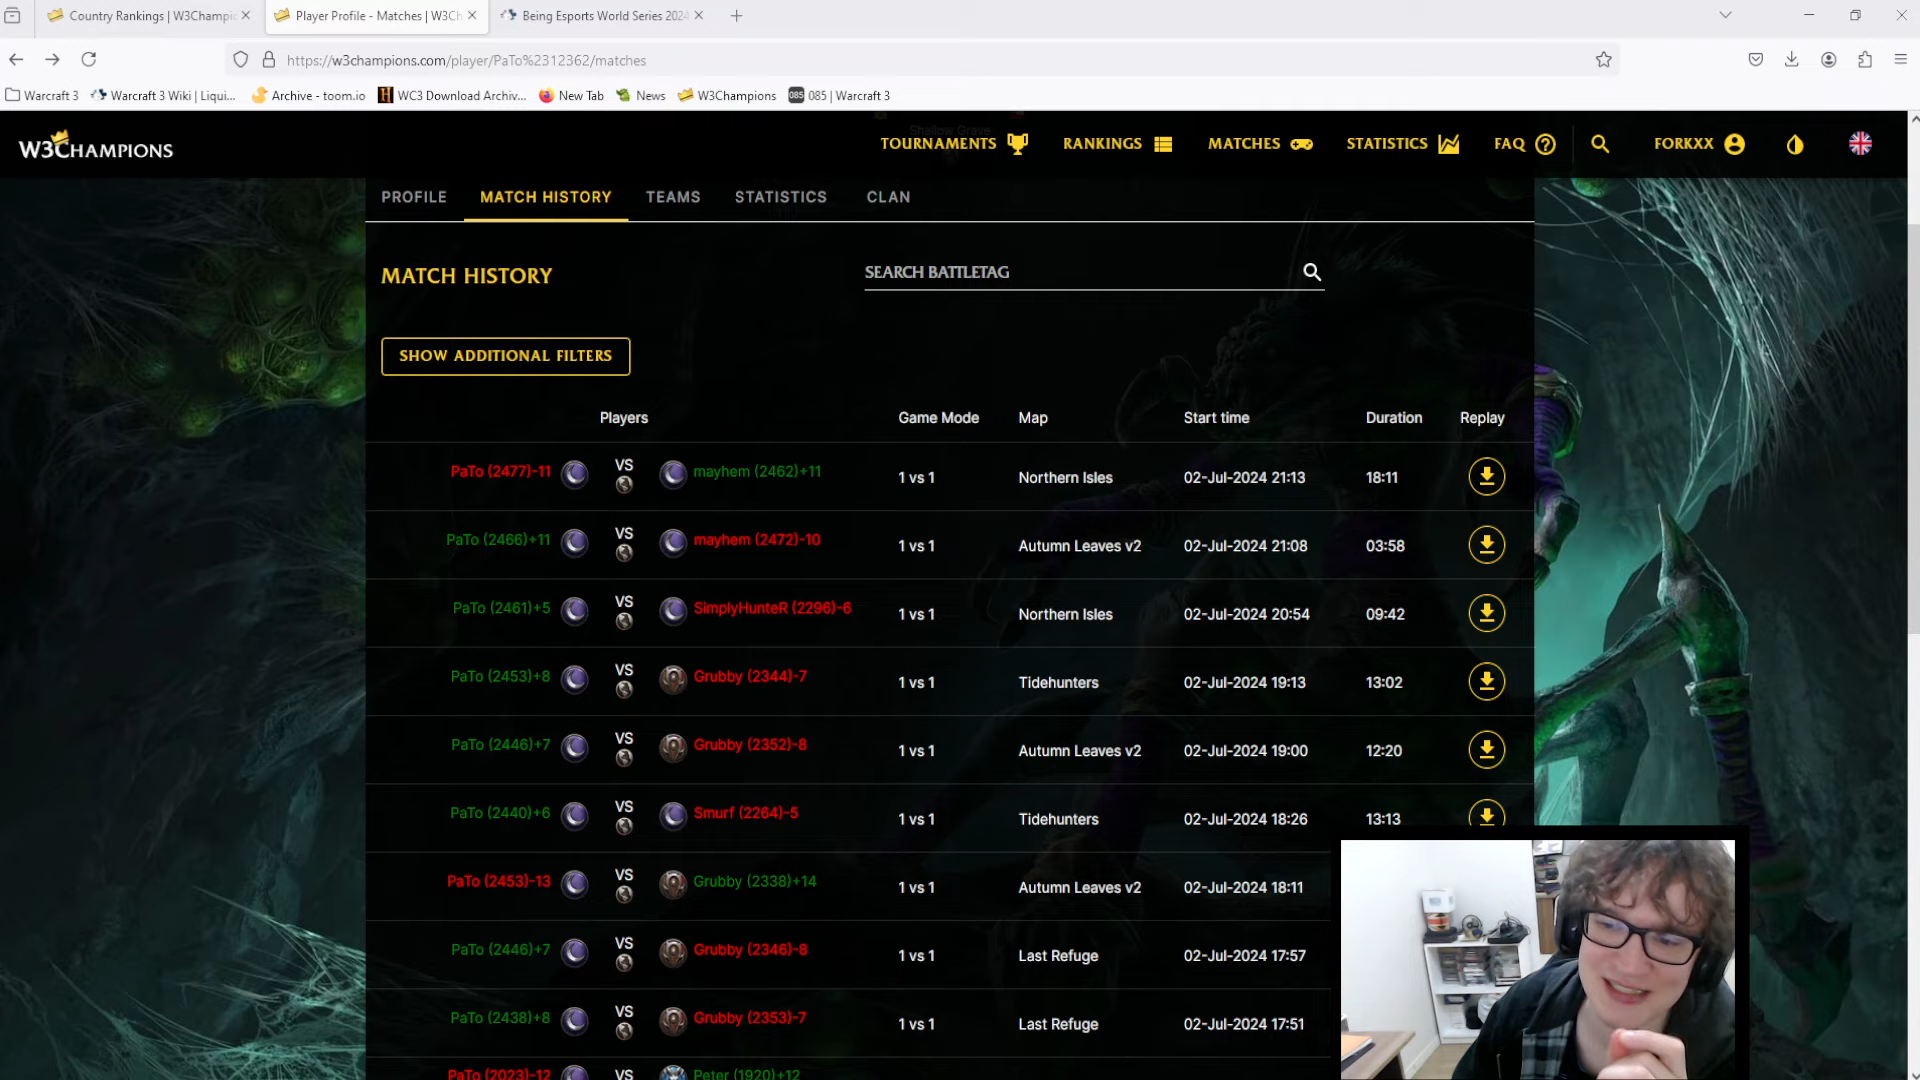 Country Rankings | W3Champic
Player Profile - Matches | W3Ch
Being Esports World Series 2024
https://w3champions.com/player/PaTo%2312362/matches
Warcraft 3
Warcraft 3 Wiki | Liqui...
Archive - toom.io
WC3 Download Archiv...
New Tab
News
W3Champions
085 | Warcraft 3
W3CHAMPIONS
TOURNAMENTS
RANKINGS
MATCHES
STATISTICS
FAQ
FORKXX
PROFILE
MATCH HISTORY
TEAMS
STATISTICS
CLAN
MATCH HISTORY
SEARCH BATTLETAG
SHOW ADDITIONAL FILTERS
Players Game Mode Map Start time Duration Replay
PaTo (2477)-11 VS mayhem (2462)+11 1 vs 1 Northern Isles 02-Jul-2024 21:13 18:11
PaTo (2466)+11 VS mayhem (2472)-10 1 vs 1 Autumn Leaves v2 02-Jul-2024 21:08 03:58
PaTo (2461)+5 VS SimplyHunteR (2296)-6 1 vs 1 Northern Isles 02-Jul-2024 20:54 09:42
PaTo (2453)+8 VS Grubby (2344)-7 1 vs 1 Tidehunters 02-Jul-2024 19:13 13:02
PaTo (2446)+7 VS Grubby (2352)-8 1 vs 1 Autumn Leaves v2 02-Jul-2024 19:00 12:20
PaTo (2440)+6 VS Smurf (2264)-5 1 vs 1 Tidehunters 02-Jul-2024 18:26 13:13
PaTo (2453)-13 VS Grubby (2338)+14 1 vs 1 Autumn Leaves v2 02-Jul-2024 18:11
PaTo (2446)+7 VS Grubby (2346)-8 1 vs 1 Last Refuge 02-Jul-2024 17:57
PaTo (2438)+8 VS Grubby (2353)-7 1 vs 1 Last Refuge 02-Jul-2024 17:51
PaTo (2023)-12 VS Peter (1920)+12